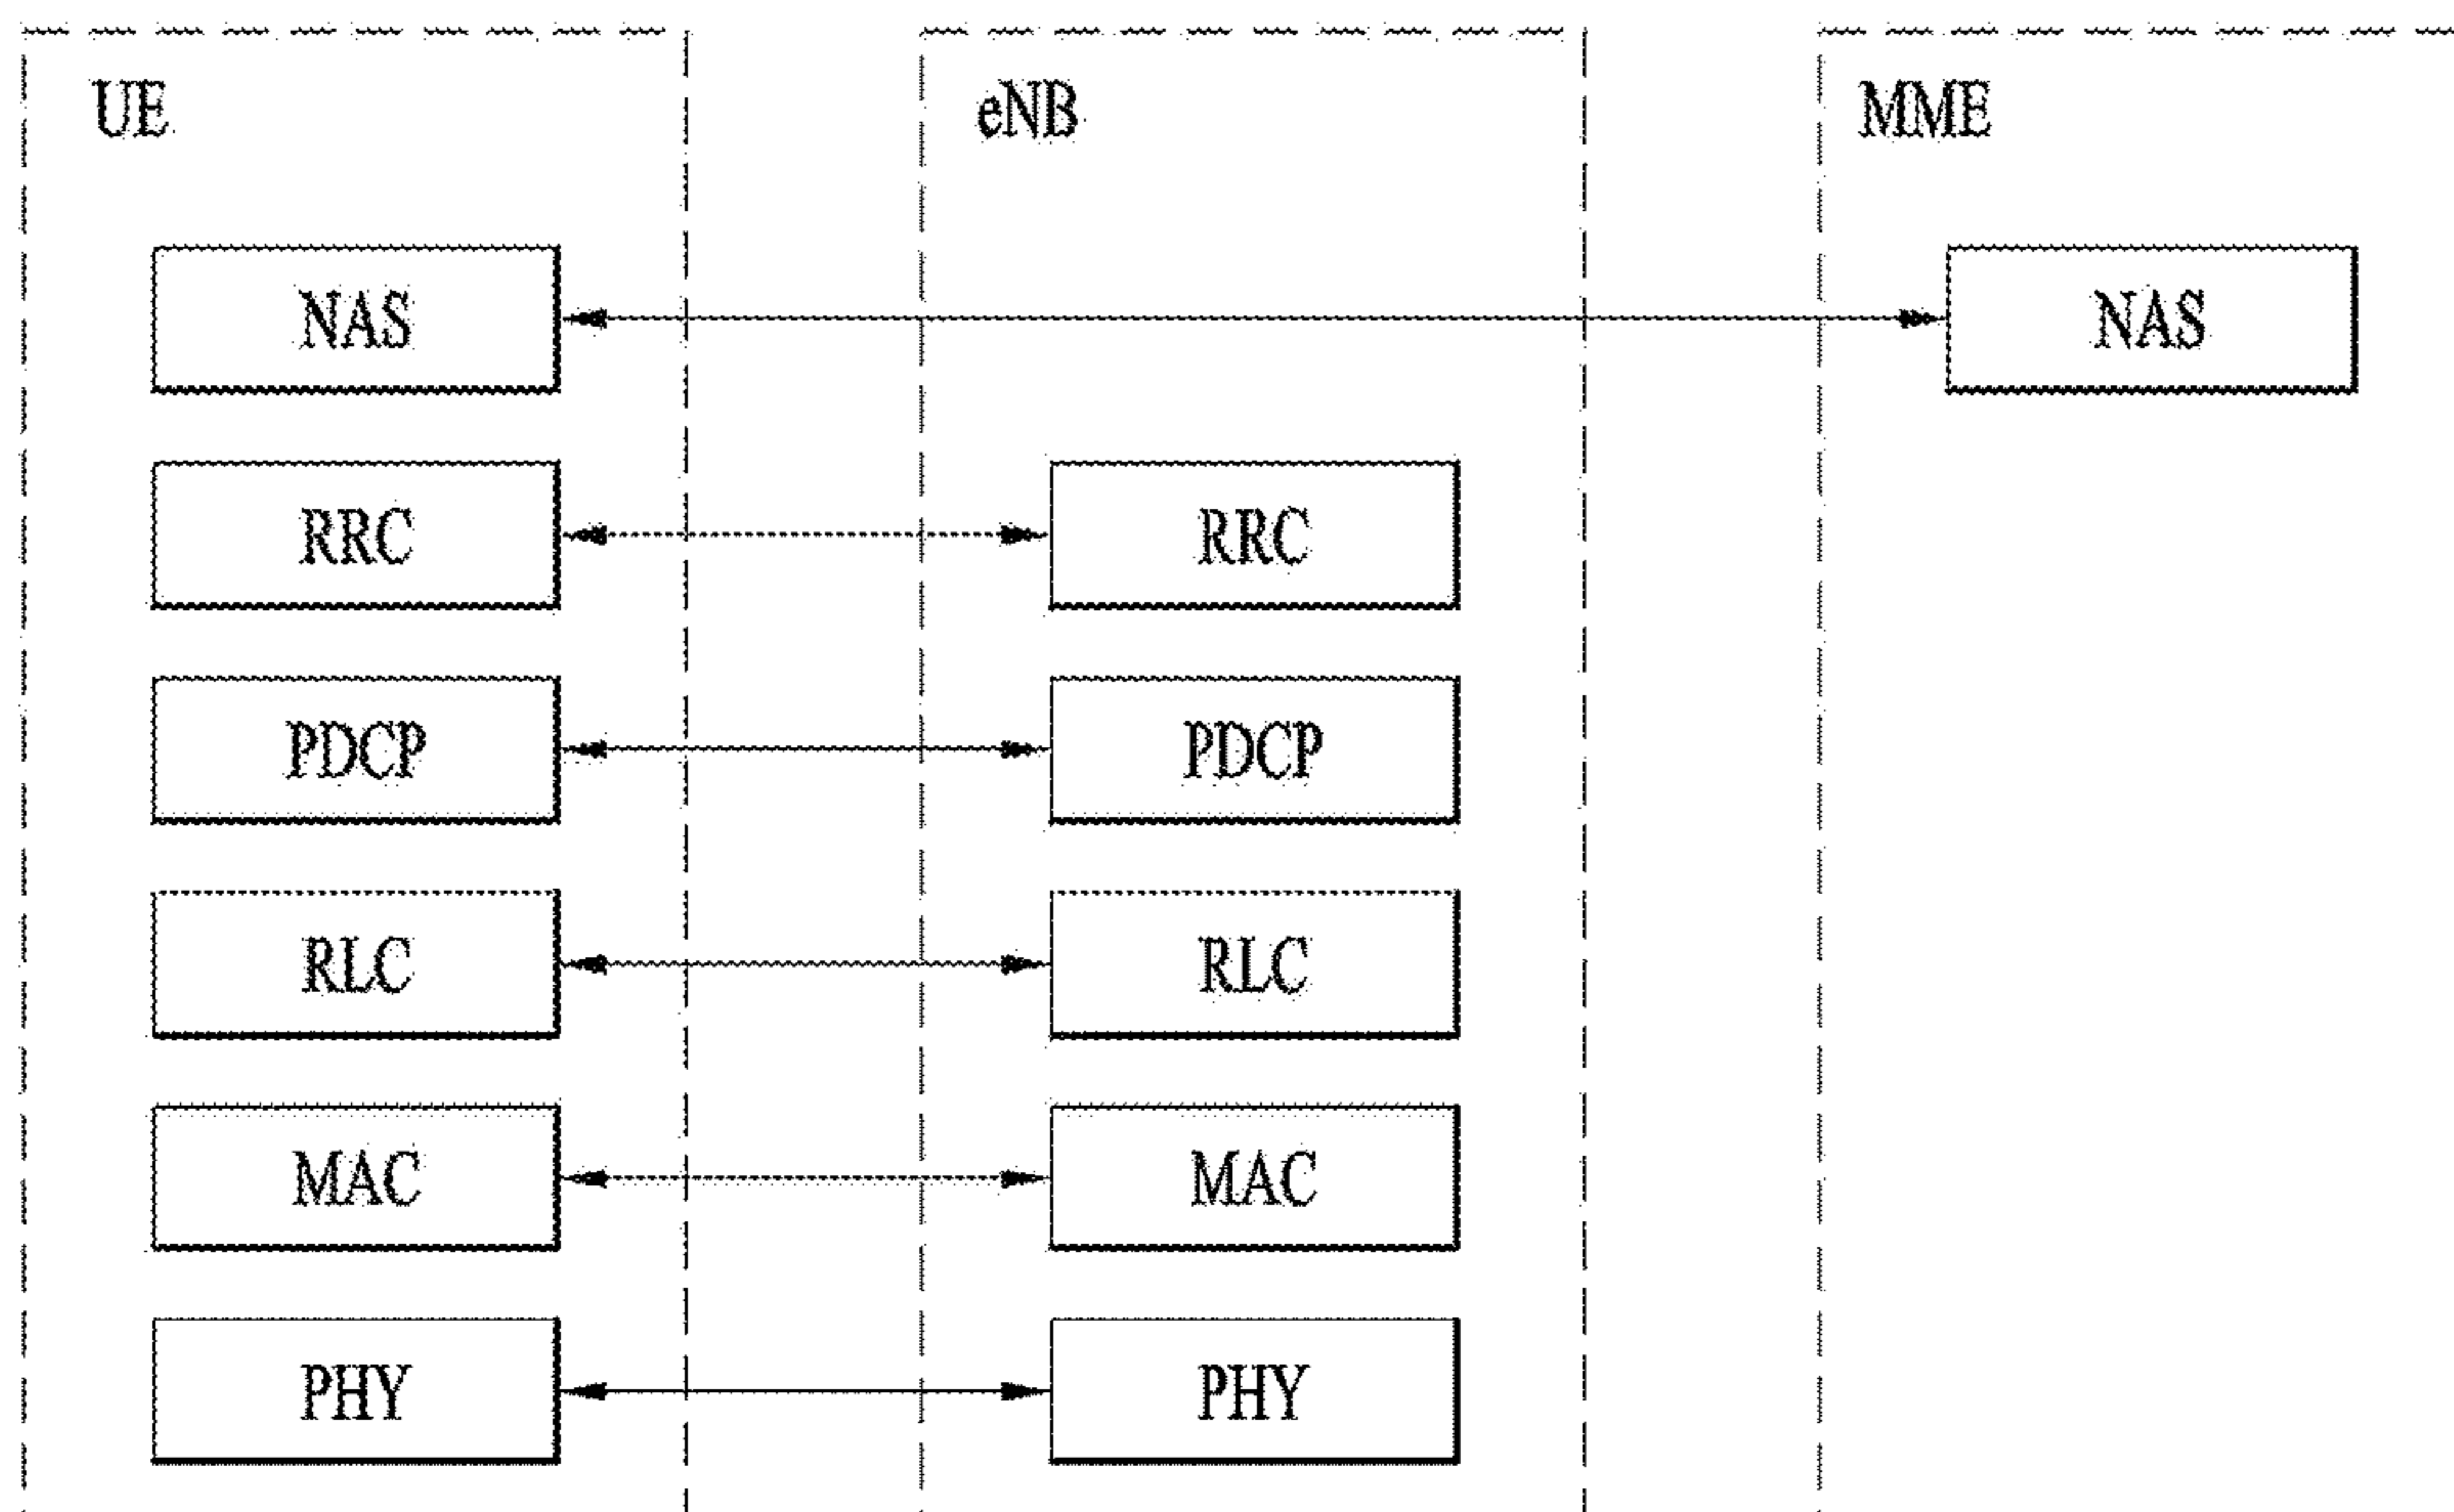 UE eNB MME
NAS NAS
RRC RRC
PDCP PDCP
RLC RLC
MAC MAC
PHY PHY